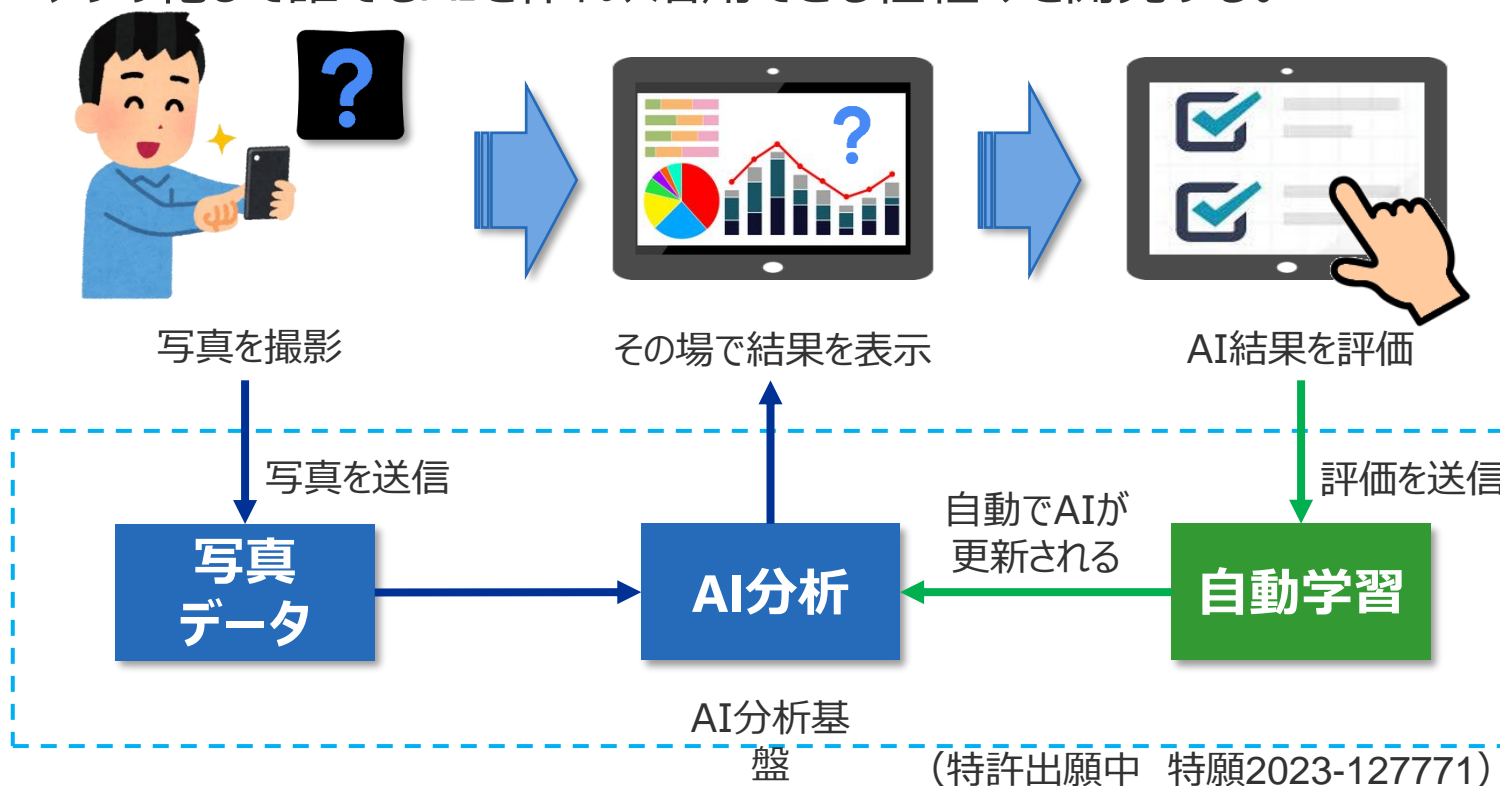 写真を撮影
その場で結果を表示
AI結果を評価
写真を送信
評価を送信
自動でAIが
更新される
写真
データ
AI分析
自動学習
AI分析基
盤
（特許出願中 特願2023-127771）